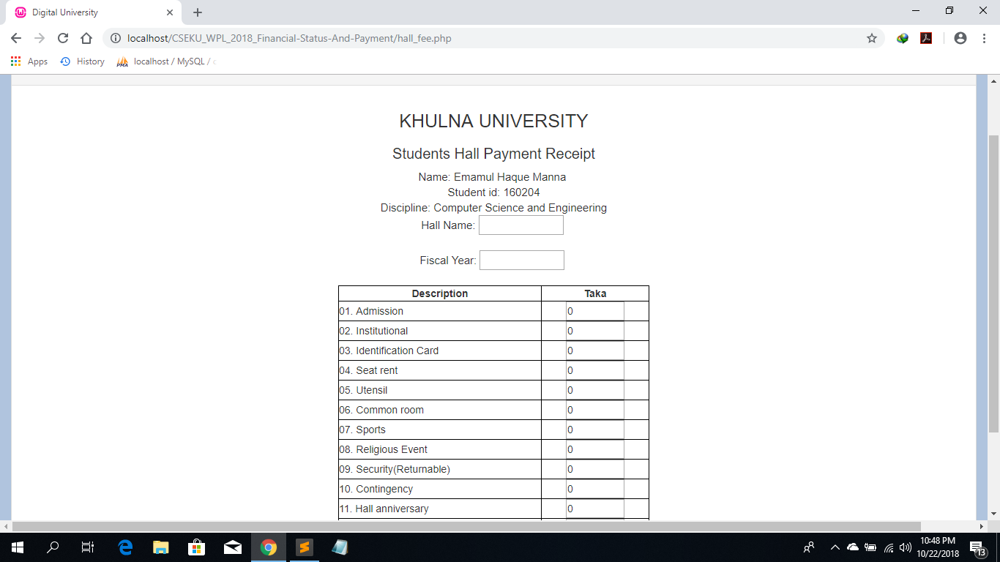 Digital University
localhost/CSEKU_WPL_2018_Financial-Status-And-Payment/hall_fee.php
Apps History localhost / MySQL /
KHULNA UNIVERSITY
Students Hall Payment Receipt
Name: Emamul Haque Manna
Student id: 160204
Discipline: Computer Science and Engineering
Hall Name:
Fiscal Year:
Description Taka
01. Admission 0
02. Institutional 0
03. Identification Card 0
04. Seat rent 0
05. Utensil 0
06. Common room 0
07. Sports 0
08. Religious Event 0
09. Security(Returnable) 0
10. Contingency 0
11. Hall anniversary 0
10:48 PM
10/22/2018
13